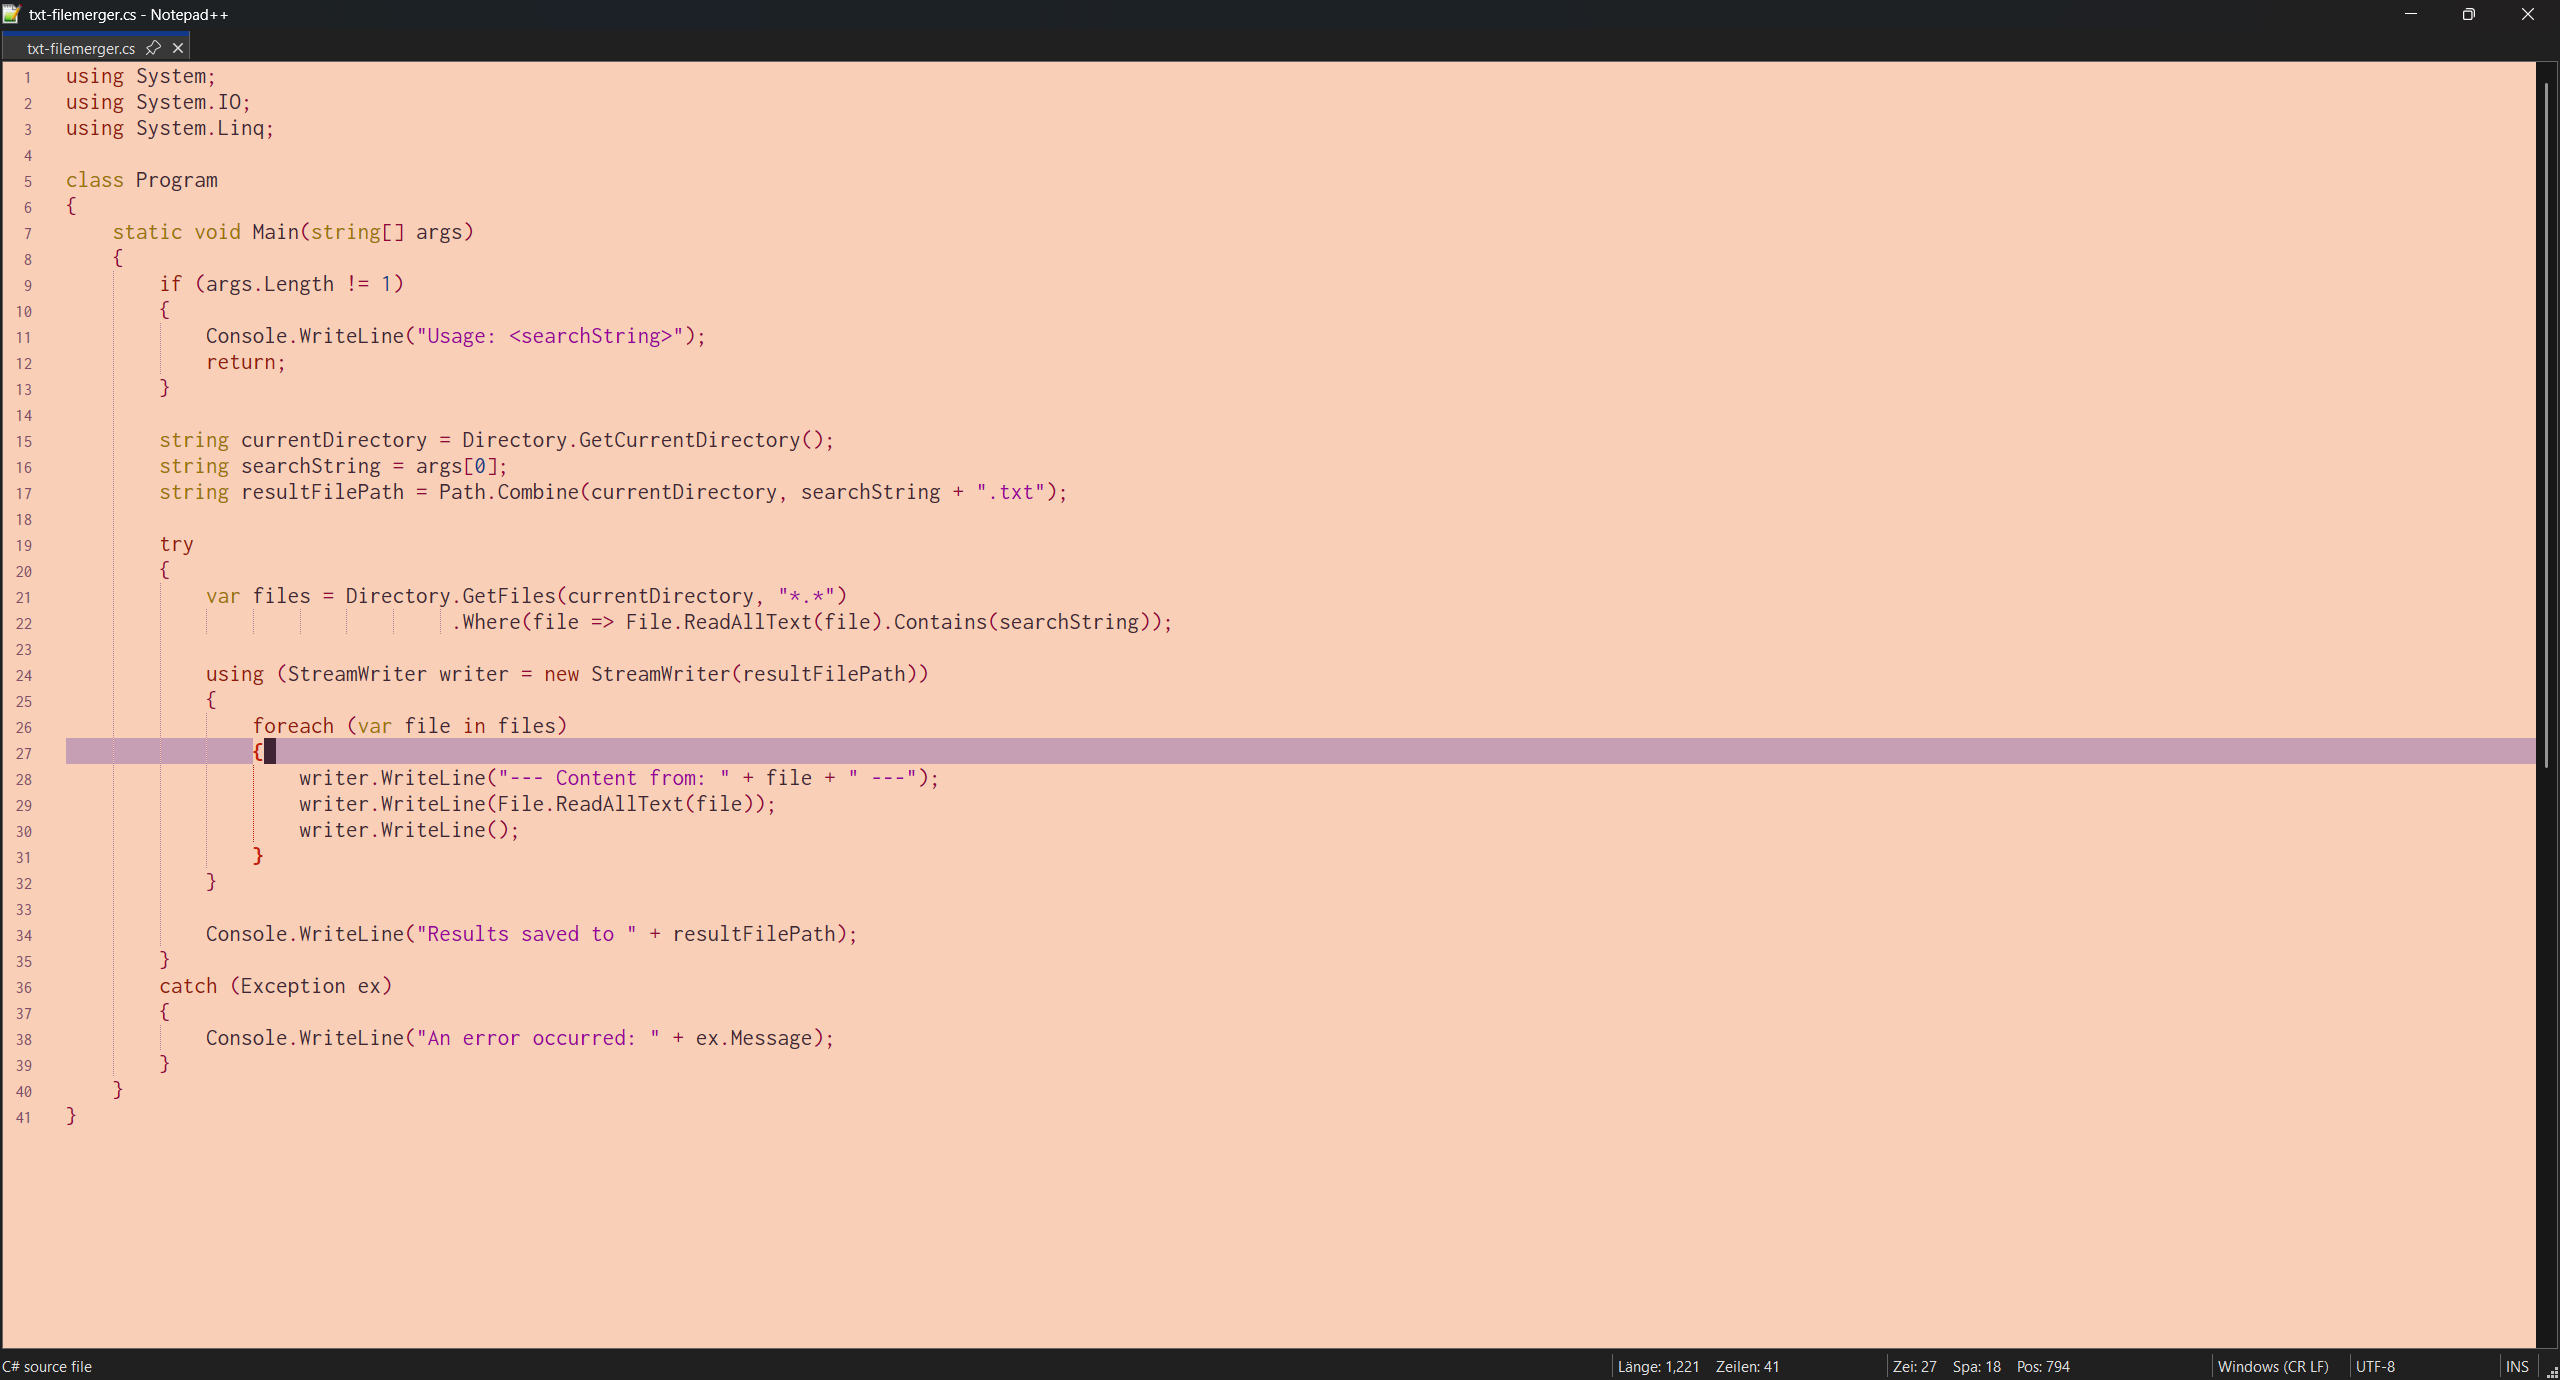 txt-filemerger.cs - Notepad++
txt-filemerger.cs
1 using System;
2 using System.IO;
3 using System.Linq;
4
5 class Program
6 {
7     static void Main(string[] args)
8     {
9         if (args.Length != 1)
10         {
11             Console.WriteLine("Usage: <searchString>");
12             return;
13         }
14
15         string currentDirectory = Directory.GetCurrentDirectory();
16         string searchString = args[0];
17         string resultFilePath = Path.Combine(currentDirectory, searchString + ".txt");
18
19         try
20         {
21             var files = Directory.GetFiles(currentDirectory, "*.*")
22                                  .Where(file => File.ReadAllText(file).Contains(searchString));
23
24             using (StreamWriter writer = new StreamWriter(resultFilePath))
25             {
26                 foreach (var file in files)
27                 {
28                     writer.WriteLine("--- Content from: " + file + " ---");
29                     writer.WriteLine(File.ReadAllText(file));
30                     writer.WriteLine();
31                 }
32             }
33
34             Console.WriteLine("Results saved to " + resultFilePath);
35         }
36         catch (Exception ex)
37         {
38             Console.WriteLine("An error occurred: " + ex.Message);
39         }
40     }
41 }
C# source file Länge: 1,221 Zeilen: 41 Zei: 27 Spa: 18 Pos: 794 Windows (CR LF) UTF-8 INS